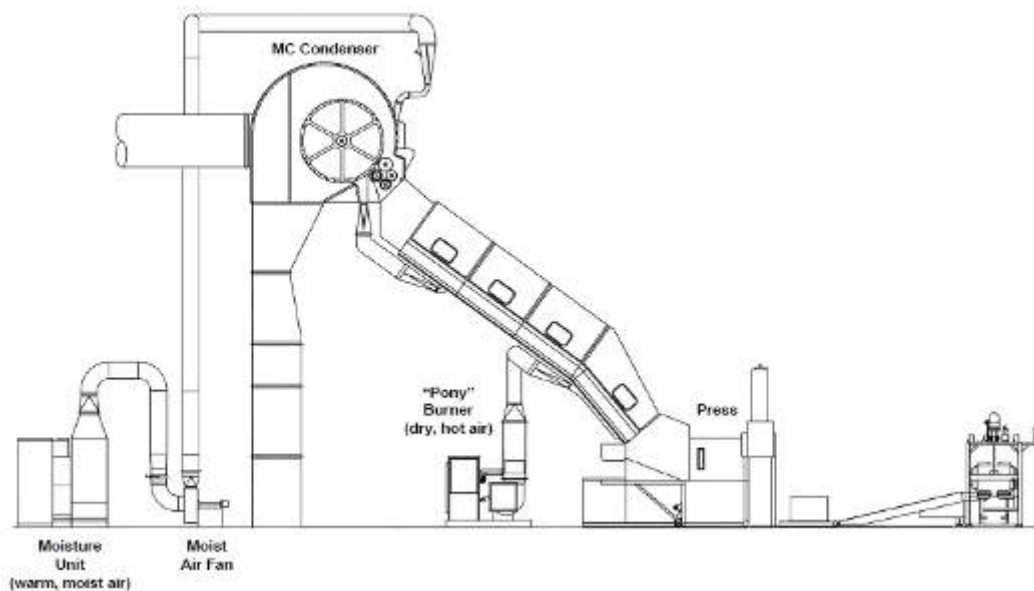 MC Condenser
"Pony"
Burner
(dry, hot air)
Press
Moisture
Unit
(warm, moist air)
Moist
Air Fan